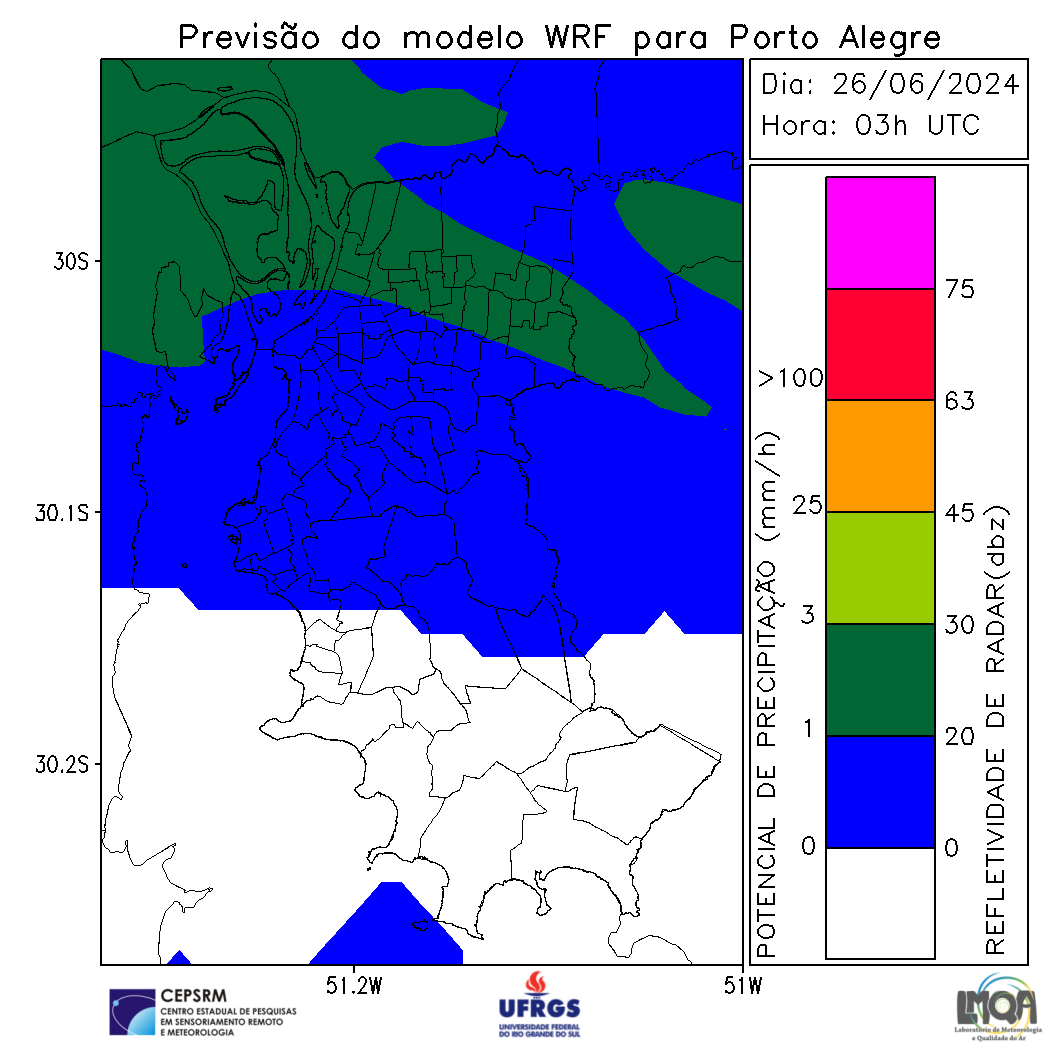 Previsão do modelo WRF para Porto Alegre
Dia: 26/06/2024
Hora: 03h UTC
30S
30.1S
30.2S
51.2W
51W
POTENCIAL DE PRECIPITAÇÃO (mm/h)
>100
25
3
1
0
75
63
45
30
20
0
REFLETIVIDADE DE RADAR(dbz)
CEPSRM
CENTRO ESTADUAL DE PESQUISAS
EM SENSORIAMENTO REMOTO
E METEOROLOGIA
UFRGS
UNIVERSIDADE FEDERAL
DO RIO GRANDE DO SUL
LMQA
Laboratório de Meteorologia
e Qualidade do Ar